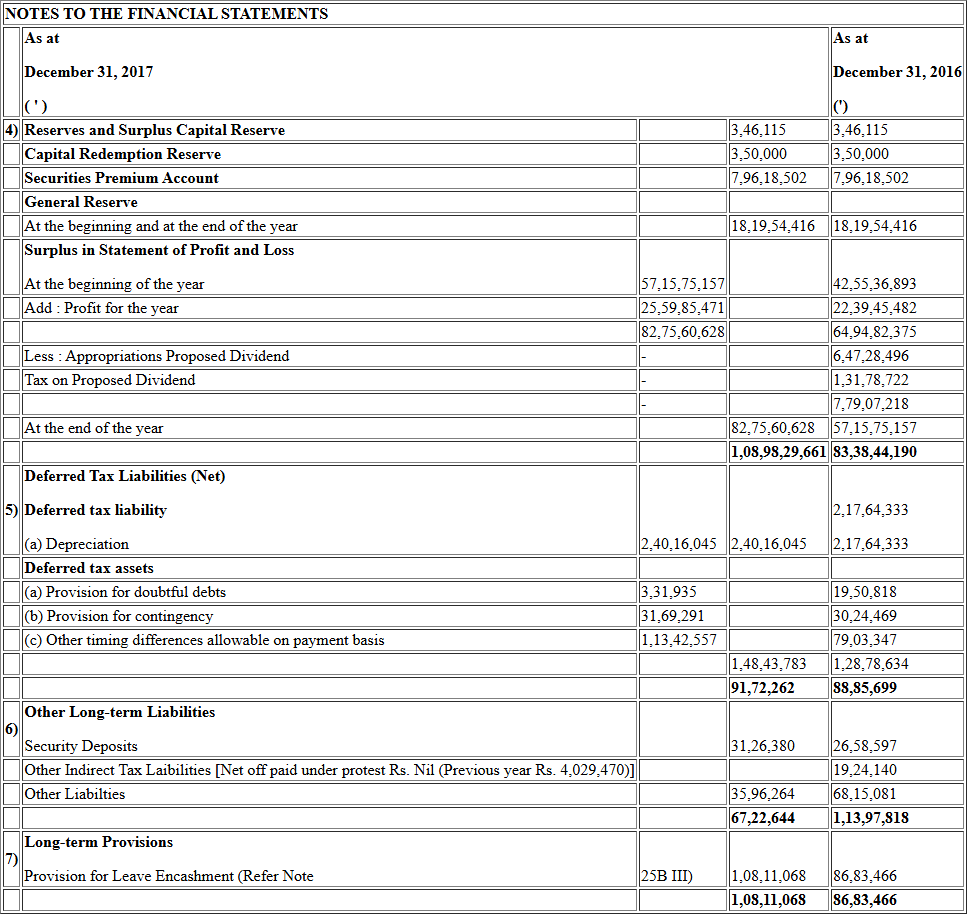 NOTES TO THE FINANCIAL STATEMENTS
As at As at
December 31, 2017 December 31, 2016
( ' ) (')
4) Reserves and Surplus Capital Reserve 3,46,115 3,46,115
Capital Redemption Reserve 3,50,000 3,50,000
Securities Premium Account 7,96,18,502 7,96,18,502
General Reserve
At the beginning and at the end of the year 18,19,54,416 18,19,54,416
Surplus in Statement of Profit and Loss
At the beginning of the year 57,15,75,157 42,55,36,893
Add : Profit for the year 25,59,85,471 22,39,45,482
82,75,60,628 64,94,82,375
Less : Appropriations Proposed Dividend - 6,47,28,496
Tax on Proposed Dividend - 1,31,78,722
- 7,79,07,218
At the end of the year 82,75,60,628 57,15,75,157
1,08,98,29,661 83,38,44,190
Deferred Tax Liabilities (Net)
5) Deferred tax liability 2,17,64,333
(a) Depreciation 2,40,16,045 2,40,16,045 2,17,64,333
Deferred tax assets
(a) Provision for doubtful debts 3,31,935 19,50,818
(b) Provision for contingency 31,69,291 30,24,469
(c) Other timing differences allowable on payment basis 1,13,42,557 79,03,347
1,48,43,783 1,28,78,634
91,72,262 88,85,699
Other Long-term Liabilities
6)
Security Deposits 31,26,380 26,58,597
Other Indirect Tax Laibilities [Net off paid under protest Rs. Nil (Previous year Rs. 4,029,470)] 19,24,140
Other Liabilties 35,96,264 68,15,081
67,22,644 1,13,97,818
Long-term Provisions
7)
Provision for Leave Encashment (Refer Note 25B III) 1,08,11,068 86,83,466
1,08,11,068 86,83,466